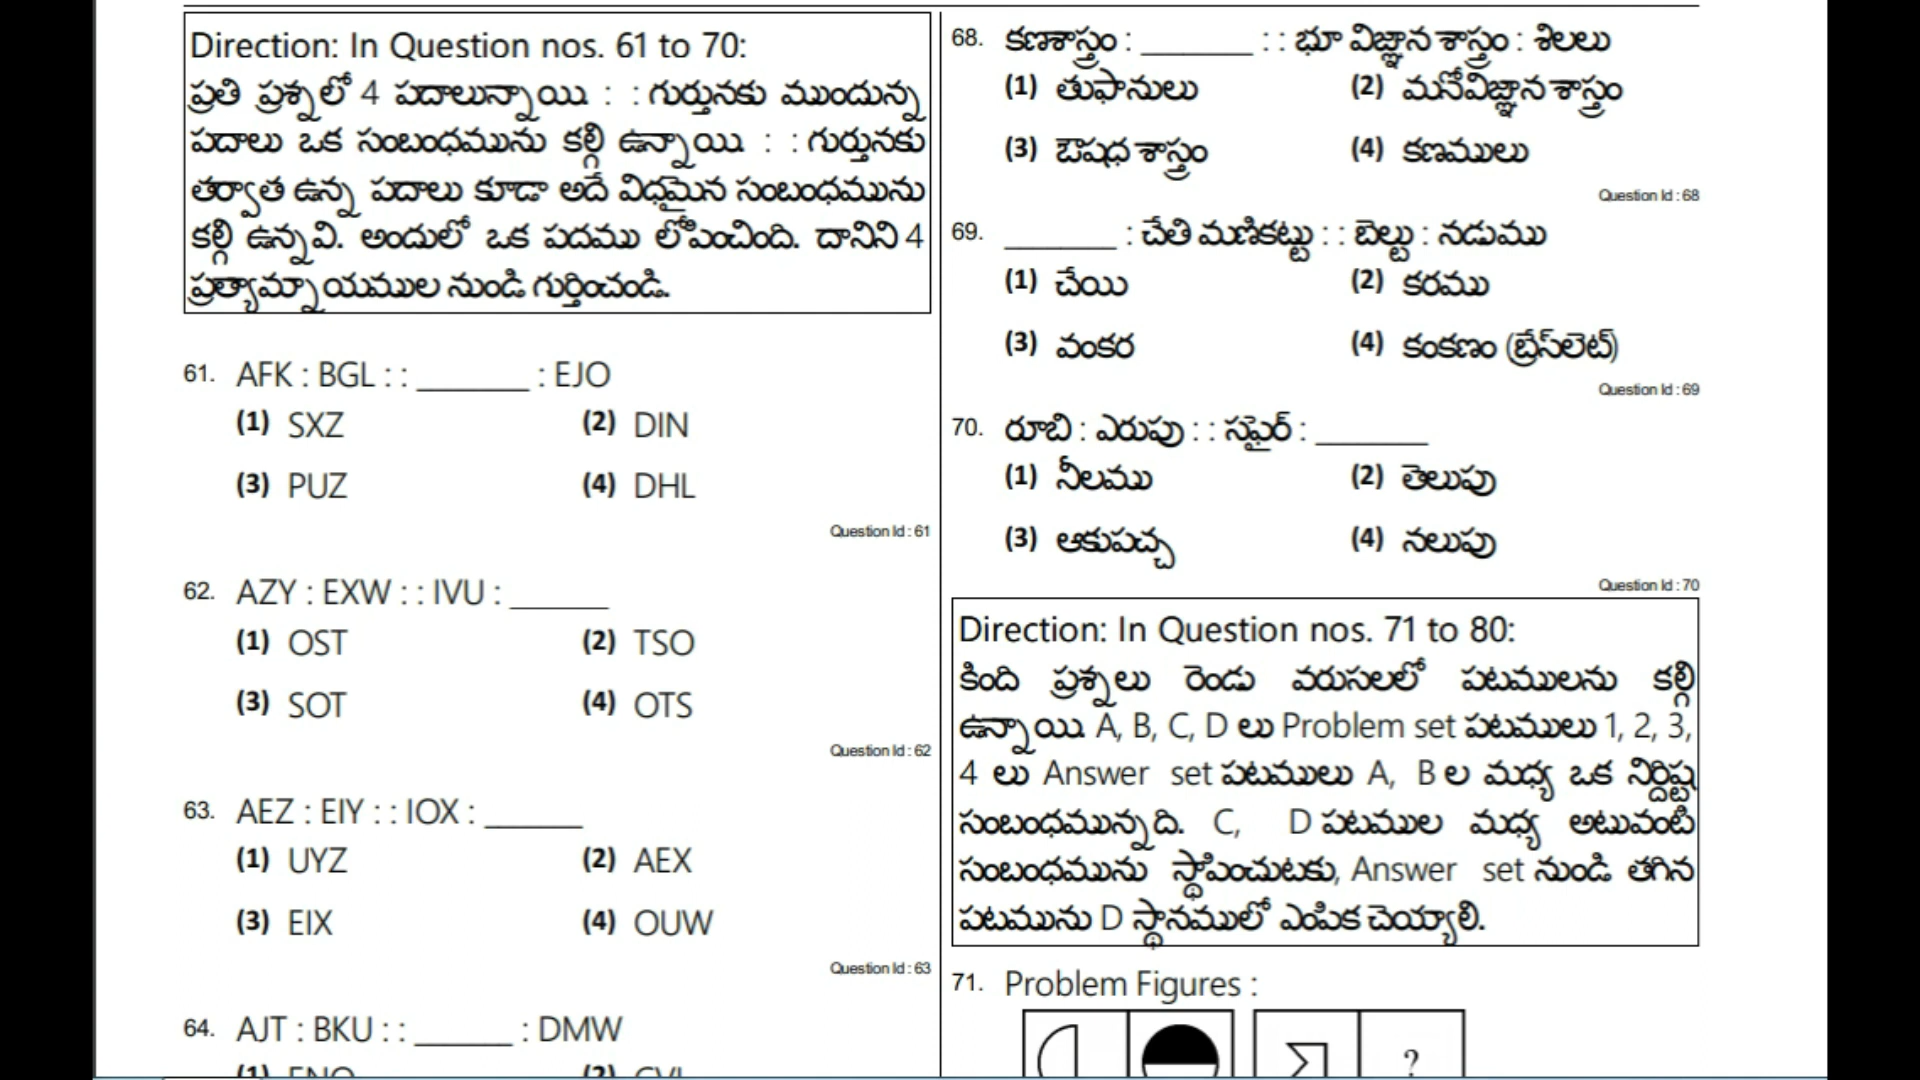 Direction: In Question nos. 61 to 70:
ప్రతి ప్రశ్నలో 4 పదాలున్నాయి. : : గుర్తునకు ముందున్న
పదాలు ఒక సంబంధమును కల్గి ఉన్నాయి. : : గుర్తునకు
తర్వాత ఉన్న పదాలు కూడా అదే విధమైన సంబంధమును
కల్గి ఉన్నవి. అందులో ఒక పదము లోపించింది. దానిని 4
ప్రత్యామ్నాయముల నుండి గుర్తించండి.
61. AFK : BGL : : _______ : EJO
(1) SXZ (2) DIN
(3) PUZ (4) DHL
Question Id : 61
62. AZY : EXW : : IVU : ______
(1) OST (2) TSO
(3) SOT (4) OTS
Question Id : 62
63. AEZ : EIY : : IOX : ______
(1) UYZ (2) AEX
(3) EIX (4) OUW
Question Id : 63
64. AJT : BKU : : ______ : DMW
68. కణశాస్త్రం : _______ : : భూ విజ్ఞాన శాస్త్రం : శిలలు
(1) తుఫానులు (2) మనోవిజ్ఞాన శాస్త్రం
(3) ఔషధ శాస్త్రం (4) కణములు
Question Id : 68
69. _______ : చేతి మణికట్టు : : బెల్టు : నడుము
(1) చేయి (2) కరము
(3) వంకర (4) కంకణం (బ్రేస్‌లెట్)
Question Id : 69
70. రూబి : ఎరుపు : : సఫైర్ : _______
(1) నీలము (2) తెలుపు
(3) ఆకుపచ్చ (4) నలుపు
Question Id : 70
Direction: In Question nos. 71 to 80:
కింది ప్రశ్నలు రెండు వరుసలలో పటములను కల్గి
ఉన్నాయి. A, B, C, D లు Problem set పటములు 1, 2, 3,
4 లు Answer set పటములు A, B ల మధ్య ఒక నిర్దిష్ట
సంబంధమున్నది. C, D పటముల మధ్య అటువంటి
సంబంధమును స్థాపించుటకు, Answer set నుండి తగిన
పటమును D స్థానములో ఎంపిక చెయ్యాలి.
71. Problem Figures :
?